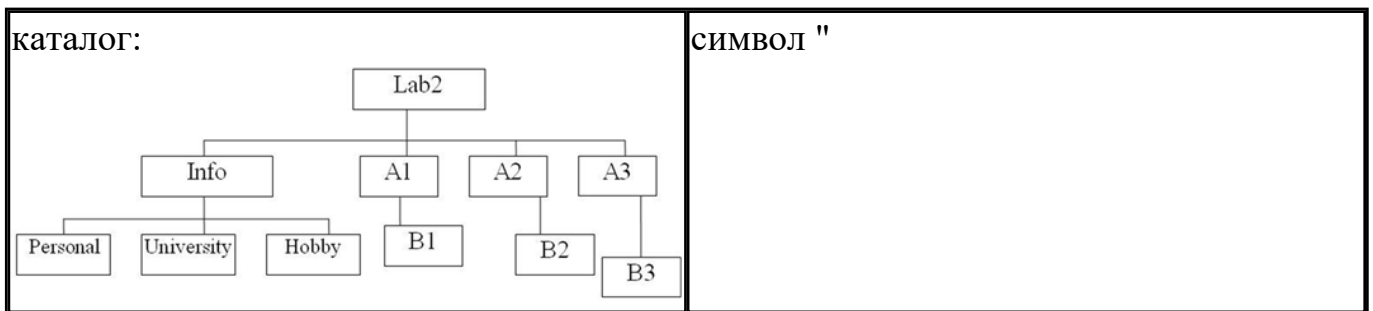 каталог:
символ "
Lab2
Info A1 A2 A3
Personal University Hobby B1 B2 B3